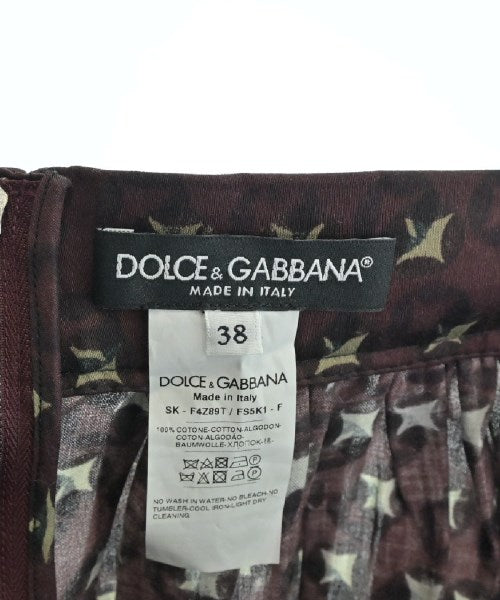 DOLCE & GABBANA®
MADE IN ITALY
38
DOLCE & GABBANA
Made in Italy
SK - F4Z89T / FS5K1 - F
100% COTONE-COTTON-ALGODON-
COTON-ALGODÃO-
BAUMWOLLE-ХЛОПОК-18-
NO WASH IN WATER-NO BLEACH-NO
TUMBLER-COOL IRON-LIGHT DRY
CLEANING